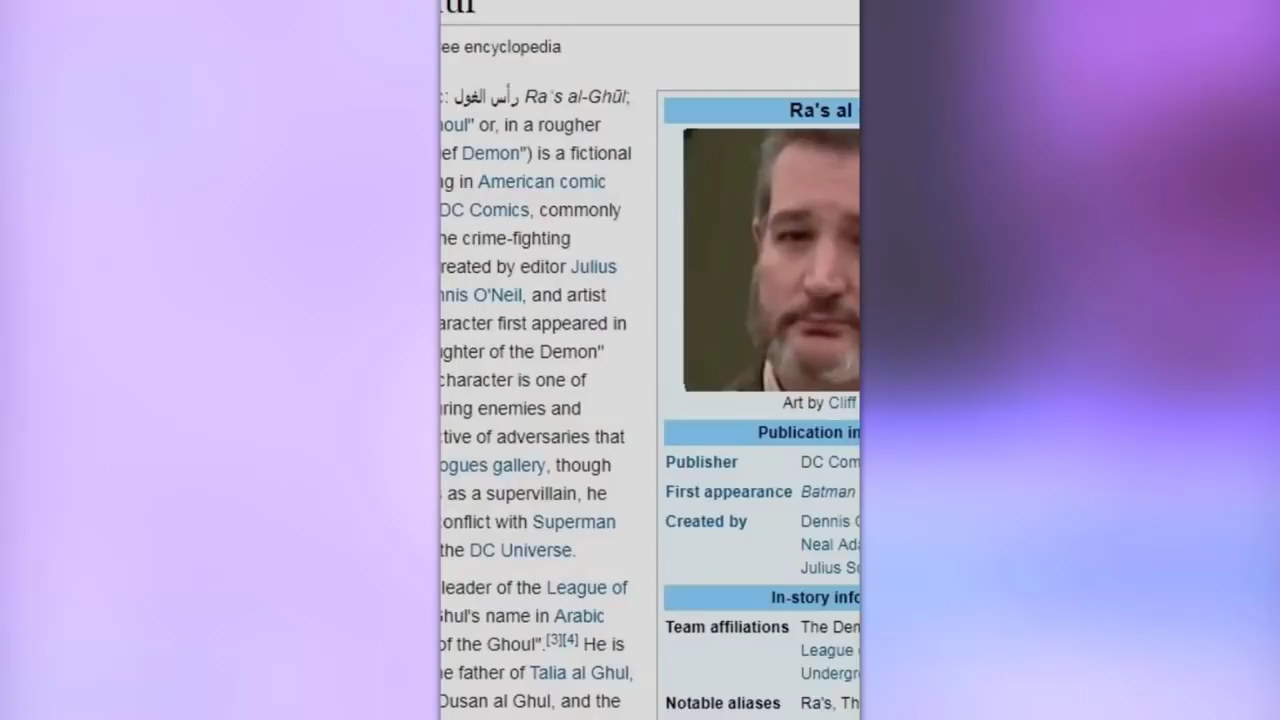 ee encyclopedia
: رأس الغول Ra's al-Ghūl;
oul" or, in a rougher
ef Demon") is a fictional
ng in American comic
DC Comics, commonly
he crime-fighting
reated by editor Julius
nnis O'Neil, and artist
aracter first appeared in
ughter of the Demon"
character is one of
uring enemies and
ctive of adversaries that
ogues gallery, though
s as a supervillain, he
conflict with Superman
the DC Universe.
leader of the League of
Ghul's name in Arabic
of the Ghoul".[3][4] He is
e father of Talia al Ghul,
Dusan al Ghul, and the
Ra's al
Art by Cliff
Publication in
Publisher DC Com
First appearance Batman
Created by Dennis O
Neal Ada
Julius Sc
In-story info
Team affiliations The Dem
League o
Undergr
Notable aliases Ra's, Th